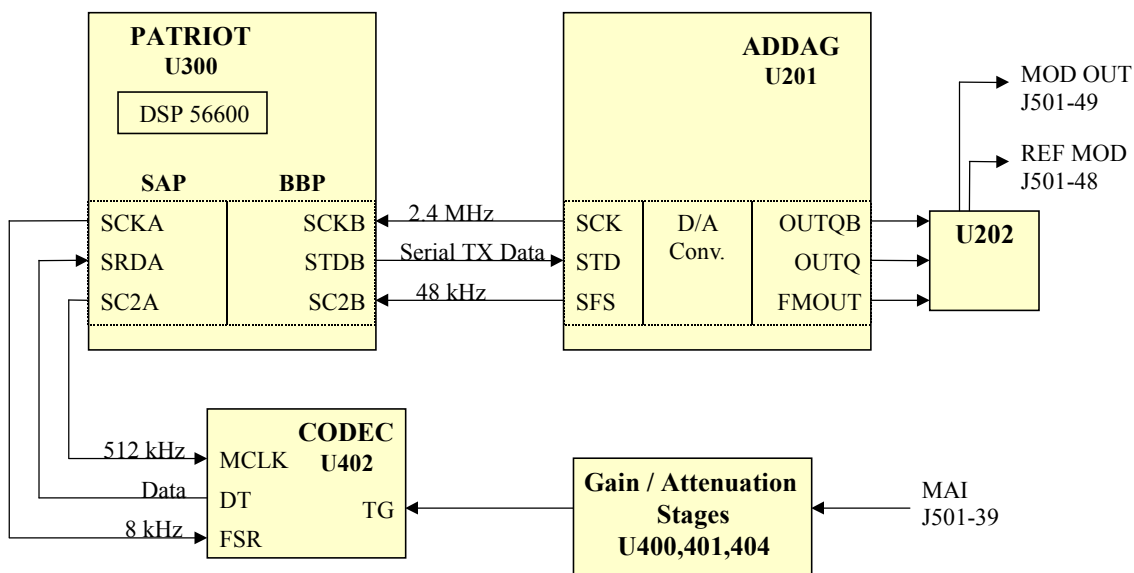 PATRIOT
U300
DSP 56600
SAP
BBP
SCKA
SRDA
SC2A
SCKB
STDB
SC2B
2.4 MHz
Serial TX Data
48 kHz
ADDAG
U201
SCK
STD
SFS
D/A
Conv.
OUTQB
OUTQ
FMOUT
U202
MOD OUT
J501-49
REF MOD
J501-48
512 kHz
Data
8 kHz
CODEC
U402
MCLK
DT
FSR
TG
Gain / Attenuation
Stages
U400,401,404
MAI
J501-39